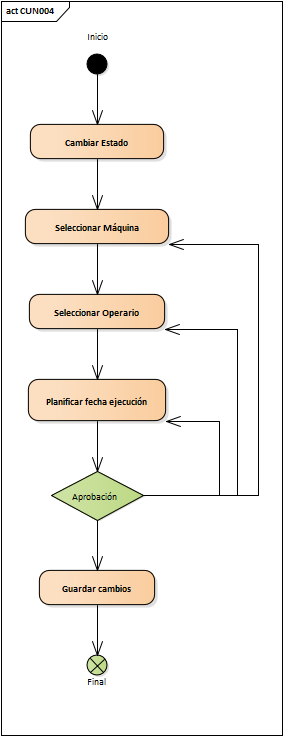 act CUN004
Inicio
Cambiar Estado
Seleccionar Máquina
Seleccionar Operario
Planificar fecha ejecución
Aprobación
Guardar cambios
Final